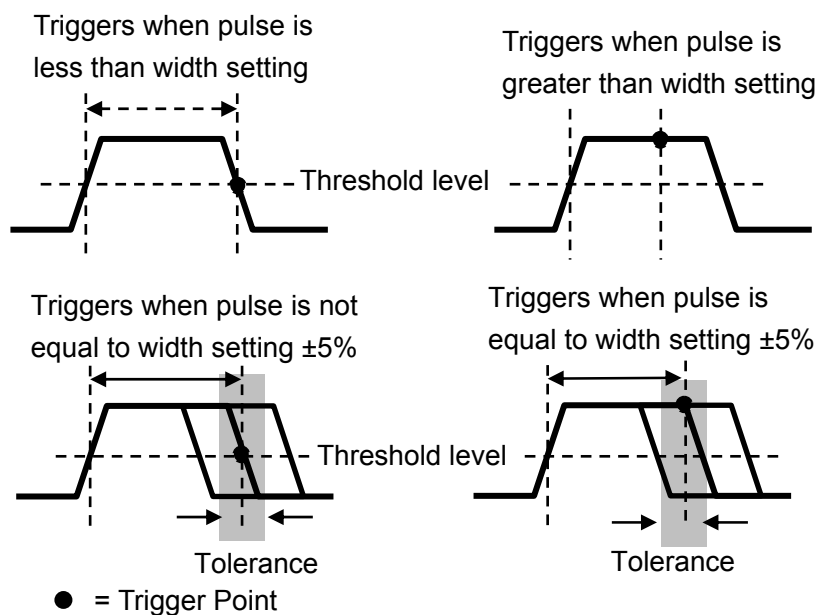 Triggers when pulse is
less than width setting
Triggers when pulse is
greater than width setting
Threshold level
Triggers when pulse is not
equal to width setting ±5%
Triggers when pulse is
equal to width setting ±5%
Threshold level
Tolerance
Tolerance
● = Trigger Point